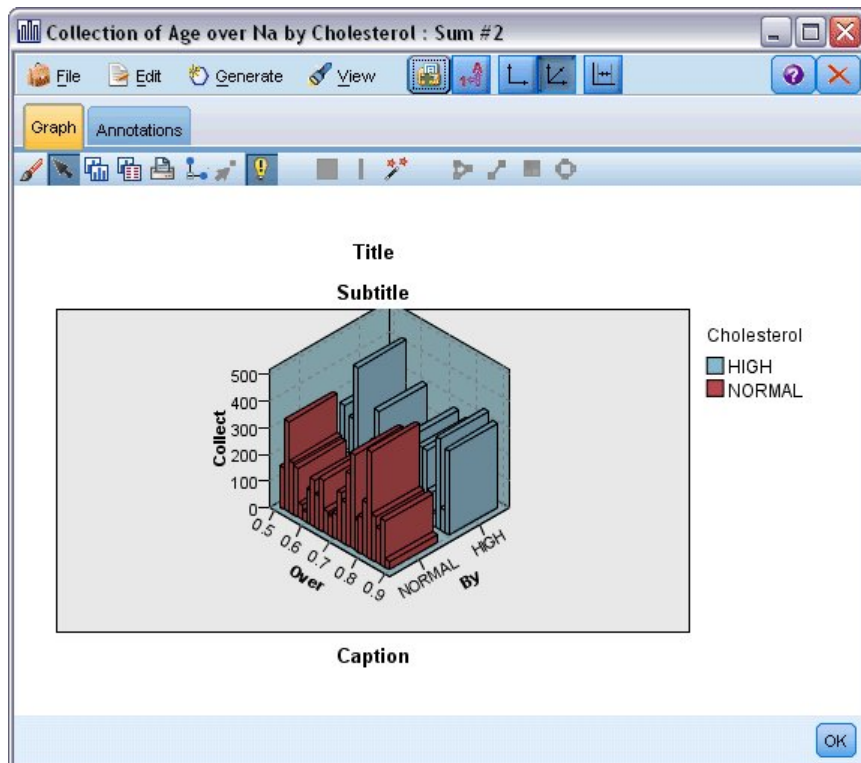 Collection of Age over Na by Cholesterol : Sum #2
File Edit Generate View
Graph Annotations
Title
Subtitle
Cholesterol
HIGH
NORMAL
500
400
300
200
100
0
Collect
0.5 0.6 0.7 0.8 0.9
Over
NORMAL HIGH
By
Caption
OK